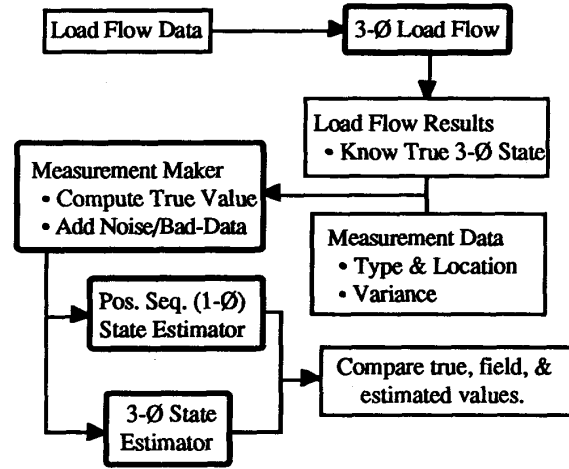 Load Flow Data
3-Ø Load Flow
Load Flow Results
• Know True 3-Ø State
Measurement Maker
• Compute True Value
• Add Noise/Bad-Data
Measurement Data
• Type & Location
• Variance
Pos. Seq. (1-Ø)
State Estimator
Compare true, field, &
estimated values.
3-Ø State
Estimator